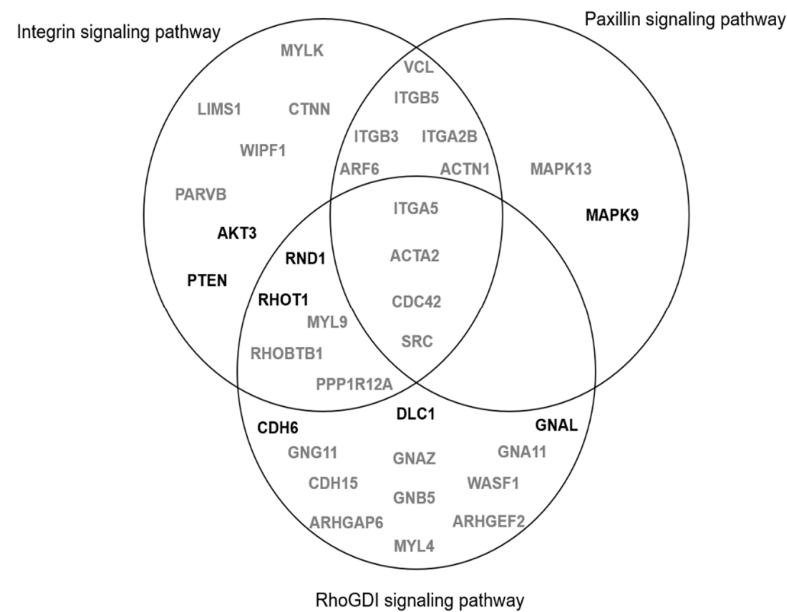 Paxillin signaling pathway
Integrin signaling pathway
MYLK
VCL
ITGB5
LIMS1 CTNN
ITGB3 ITGA2B
WIPF1
ARF6 ACTN1 MAPK13
PARVB
ITGA5 MAPK9
AKT3
RND1 ACTA2
PTEN
RHOT1 CDC42
MYL9
SRC
RHOBTB1
PPP1R12A
DLC1
CDH6 GNAL
GNG11 GNA11
GNAZ
CDH15 WASF1
GNB5
ARHGAP6 ARHGEF2
MYL4
RhoGDI signaling pathway